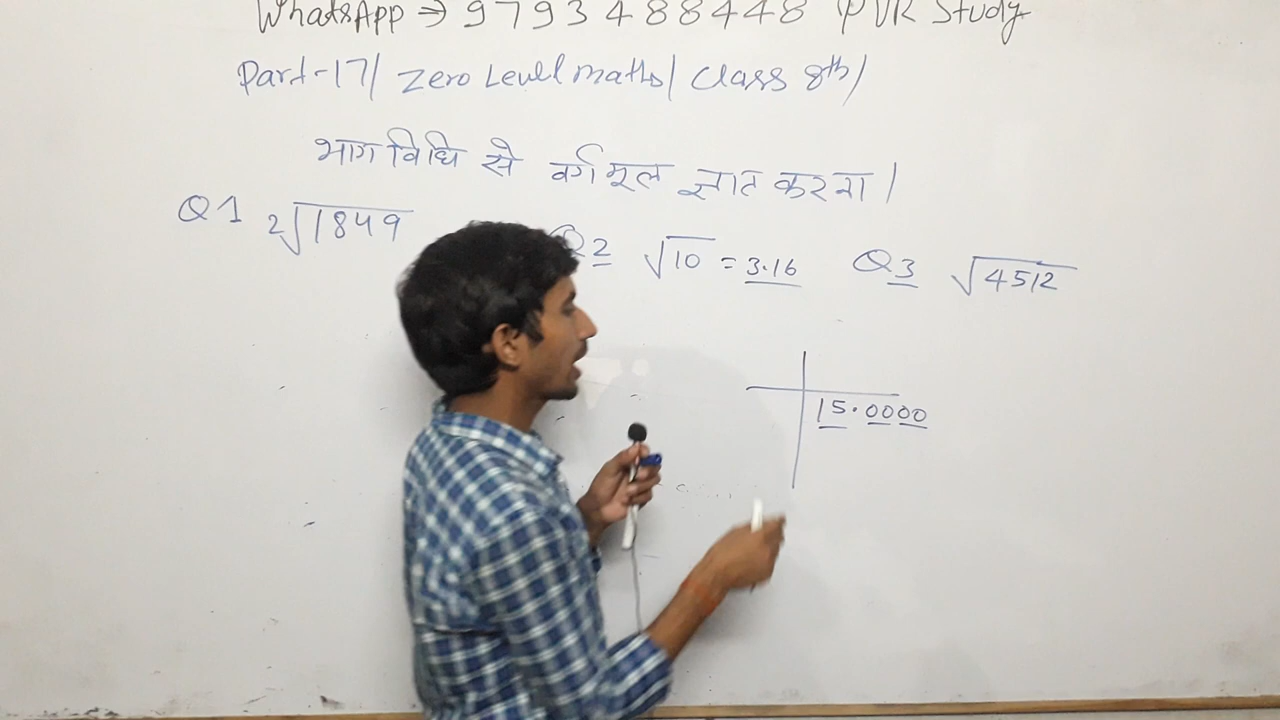 WhatsApp → 9793488448 PVR Study
Part-17/ Zero Level maths/ Class 8th/
भाग विधि से वर्गमूल ज्ञात करना।
Q1 2√1849
Q2 √10 = 3.16 Q3 √4512
15.0000